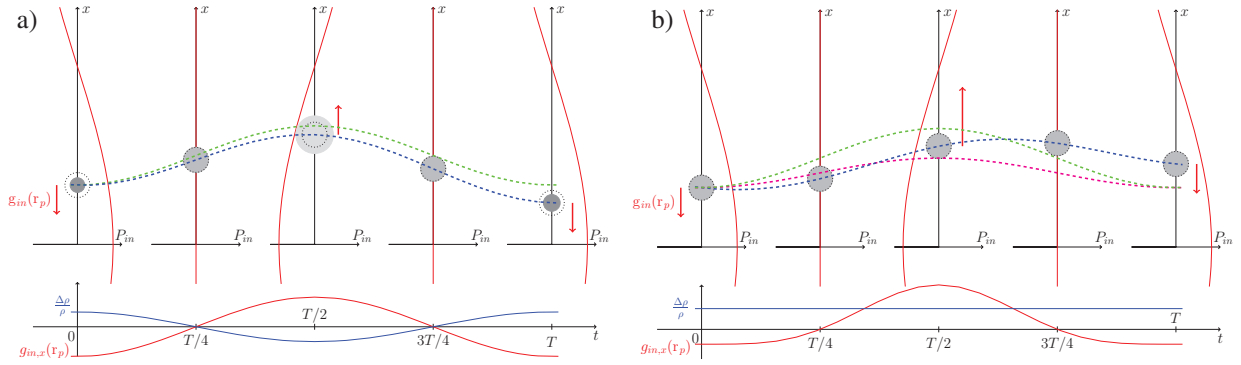 a)
x
x
x
x
x
g_in(r_p)
P_in
P_in
P_in
P_in
P_in
Δρ/ρ
0
T/4
T/2
3T/4
T
t
g_in,x(r_p)
b)
x
x
x
x
x
g_in(r_p)
P_in
P_in
P_in
P_in
P_in
Δρ/ρ
0
T/4
T/2
3T/4
T
t
g_in,x(r_p)